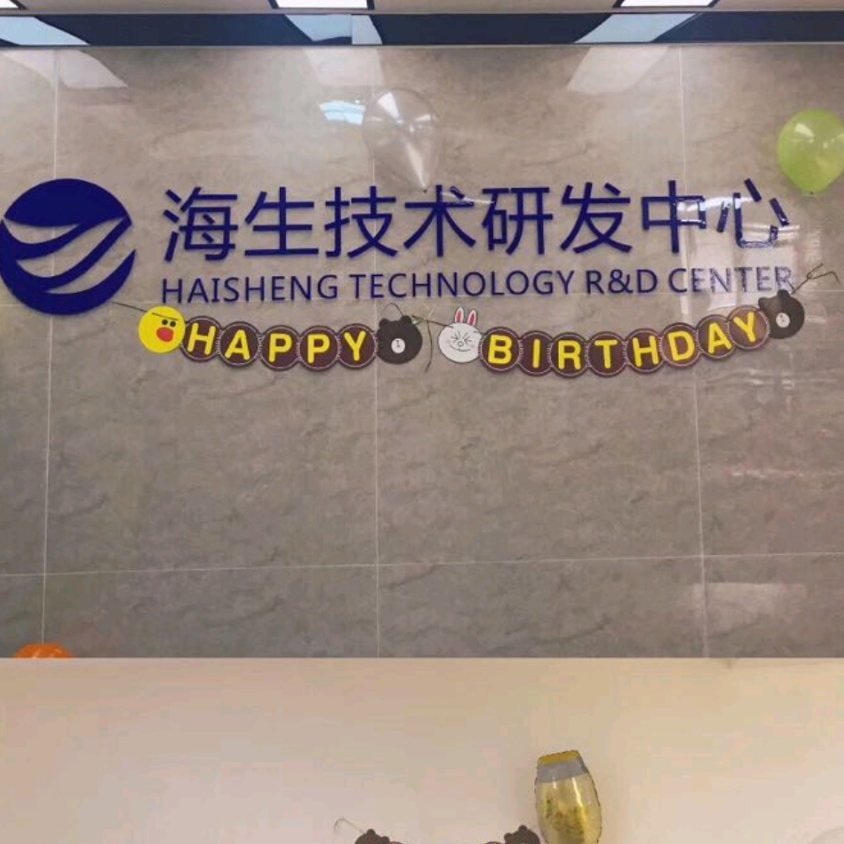 海生技术研发中心
HAISHENG TECHNOLOGY R&D CENTER
HAPPY BIRTHDAY